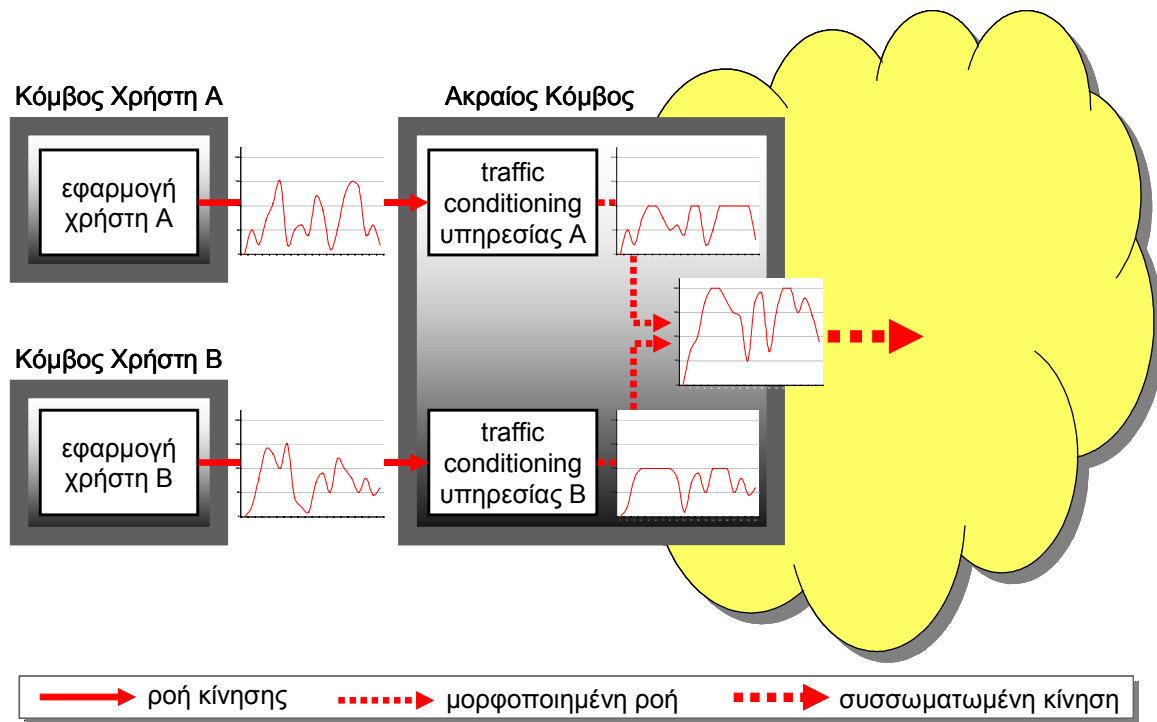 Κόμβος Χρήστη Α
Ακραίος Κόμβος
εφαρμογή
χρήστη Α
traffic
conditioning
υπηρεσίας Α
Κόμβος Χρήστη Β
εφαρμογή
χρήστη Β
traffic
conditioning
υπηρεσίας Β
ροή κίνησης
μορφοποιημένη ροή
συσσωματωμένη κίνηση